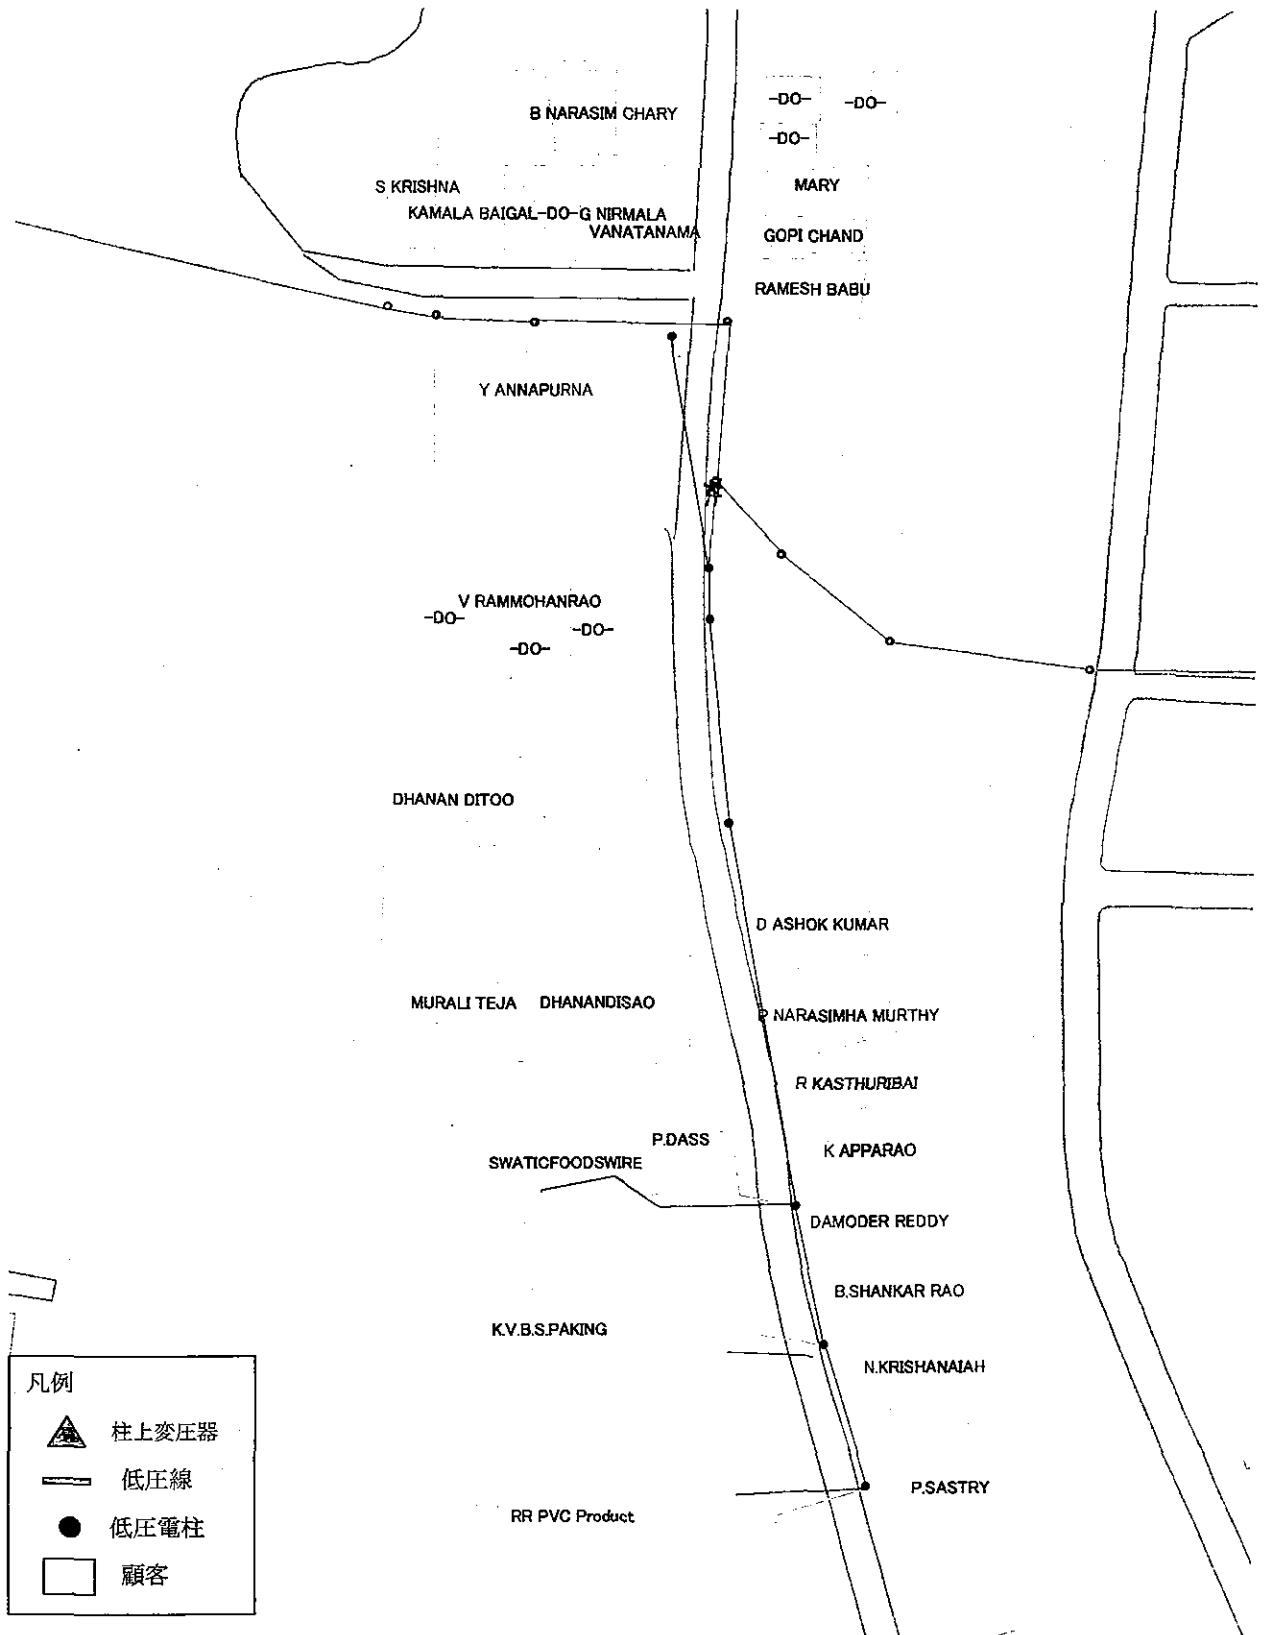 B NARASIM CHARY
-DO-
-DO-
-DO-
S KRISHNA
MARY
KAMALA BAIGAL-DO-G NIRMALA
VANATANAMA
GOPI CHAND
RAMESH BABU
Y ANNAPURNA
V RAMMOHANRAO
-DO-
-DO-
-DO-
DHANAN DITOO
D ASHOK KUMAR
MURALI TEJA
DHANANDISAO
P NARASIMHA MURTHY
R KASTHURIBAI
P.DASS
K APPARAO
SWATICFOODSWIRE
DAMODER REDDY
B.SHANKAR RAO
K.V.B.S.PAKING
N.KRISHANAIAH
P.SASTRY
RR PVC Product
凡例
柱上変圧器
低圧線
低圧電柱
顧客